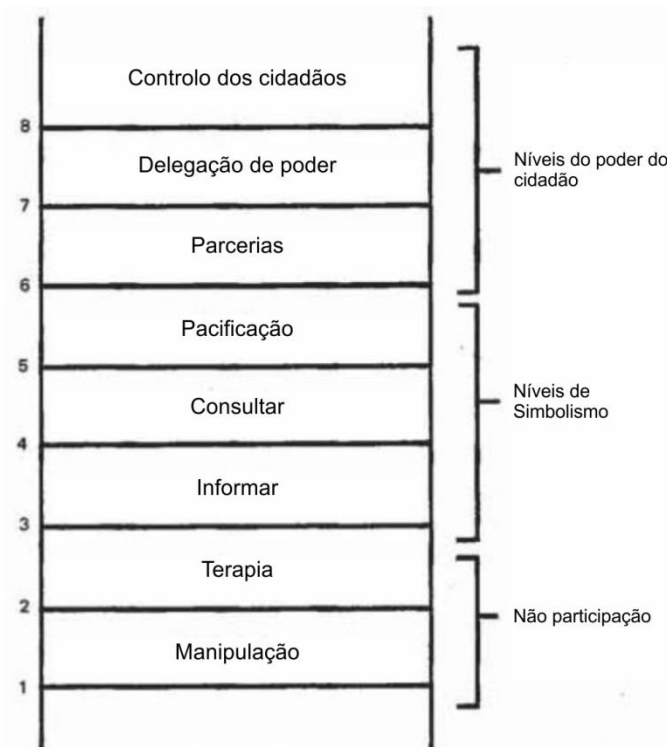 Controlo dos cidadãos
8
Delegação de poder
7
Parcerias
6
Pacificação
5
Consultar
4
Informar
3
Terapia
2
Manipulação
1
Níveis do poder do
cidadão
Níveis de
Simbolismo
Não participação